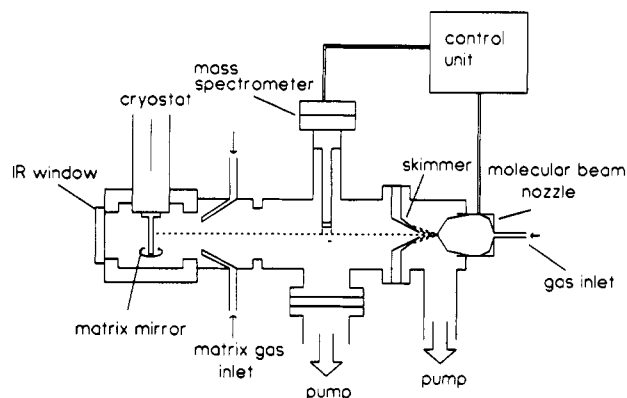 control
unit
mass
spectrometer
cryostat
skimmer
molecular beam
nozzle
IR window
gas inlet
matrix mirror
matrix gas
inlet
pump
pump